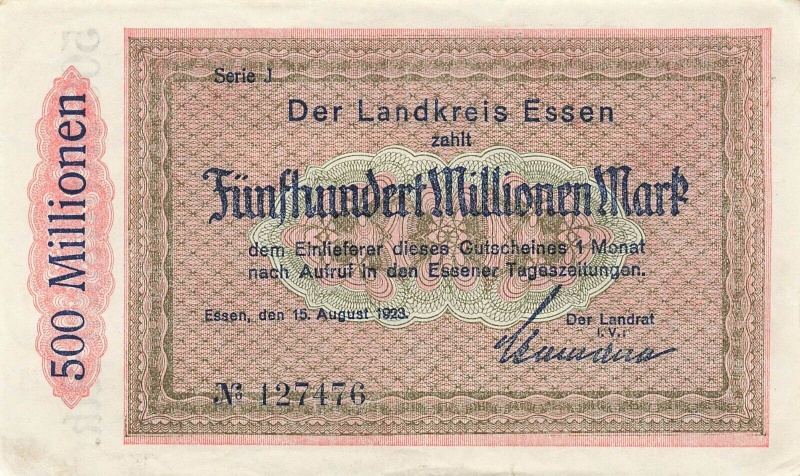 500 Millionen
Serie J
Der Landkreis Essen
zahlt
Fünfhundert Millionen Mark
dem Einlieferer dieses Gutscheines 1 Monat
nach Aufruf in den Essener Tageszeitungen.
Essen, den 15. August 1923.
Der Landrat
i. V.:
№ 127476